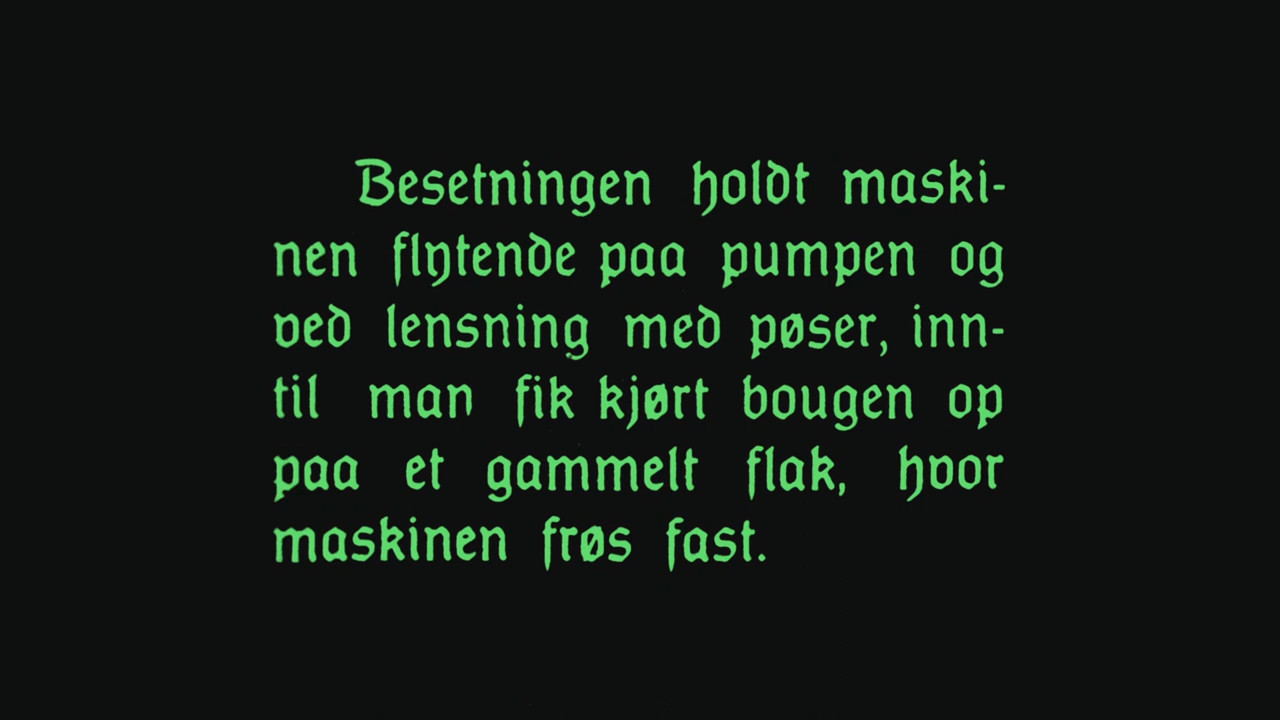 Besetningen holdt maski-
nen flytende paa pumpen og
ved lensning med pøser, inn-
til man fik kjørt bougen op
paa et gammelt flak, hvor
maskinen frøs fast.